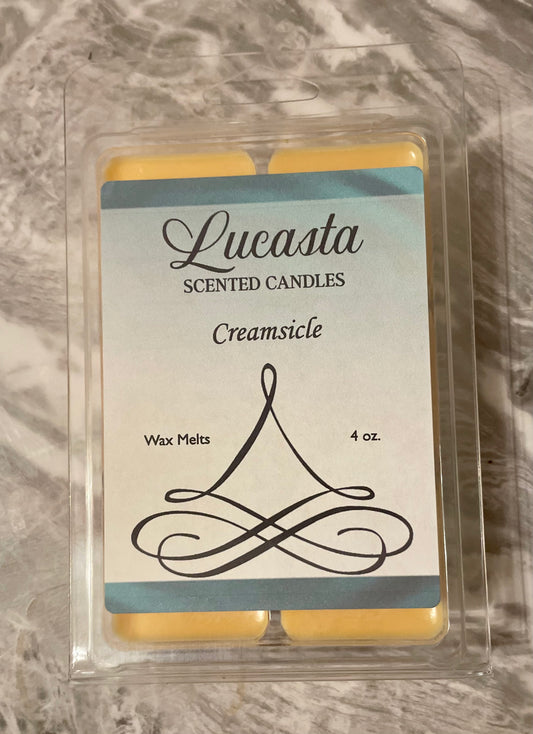 Lucasta
SCENTED CANDLES
Creamsicle
Wax Melts 4 oz.